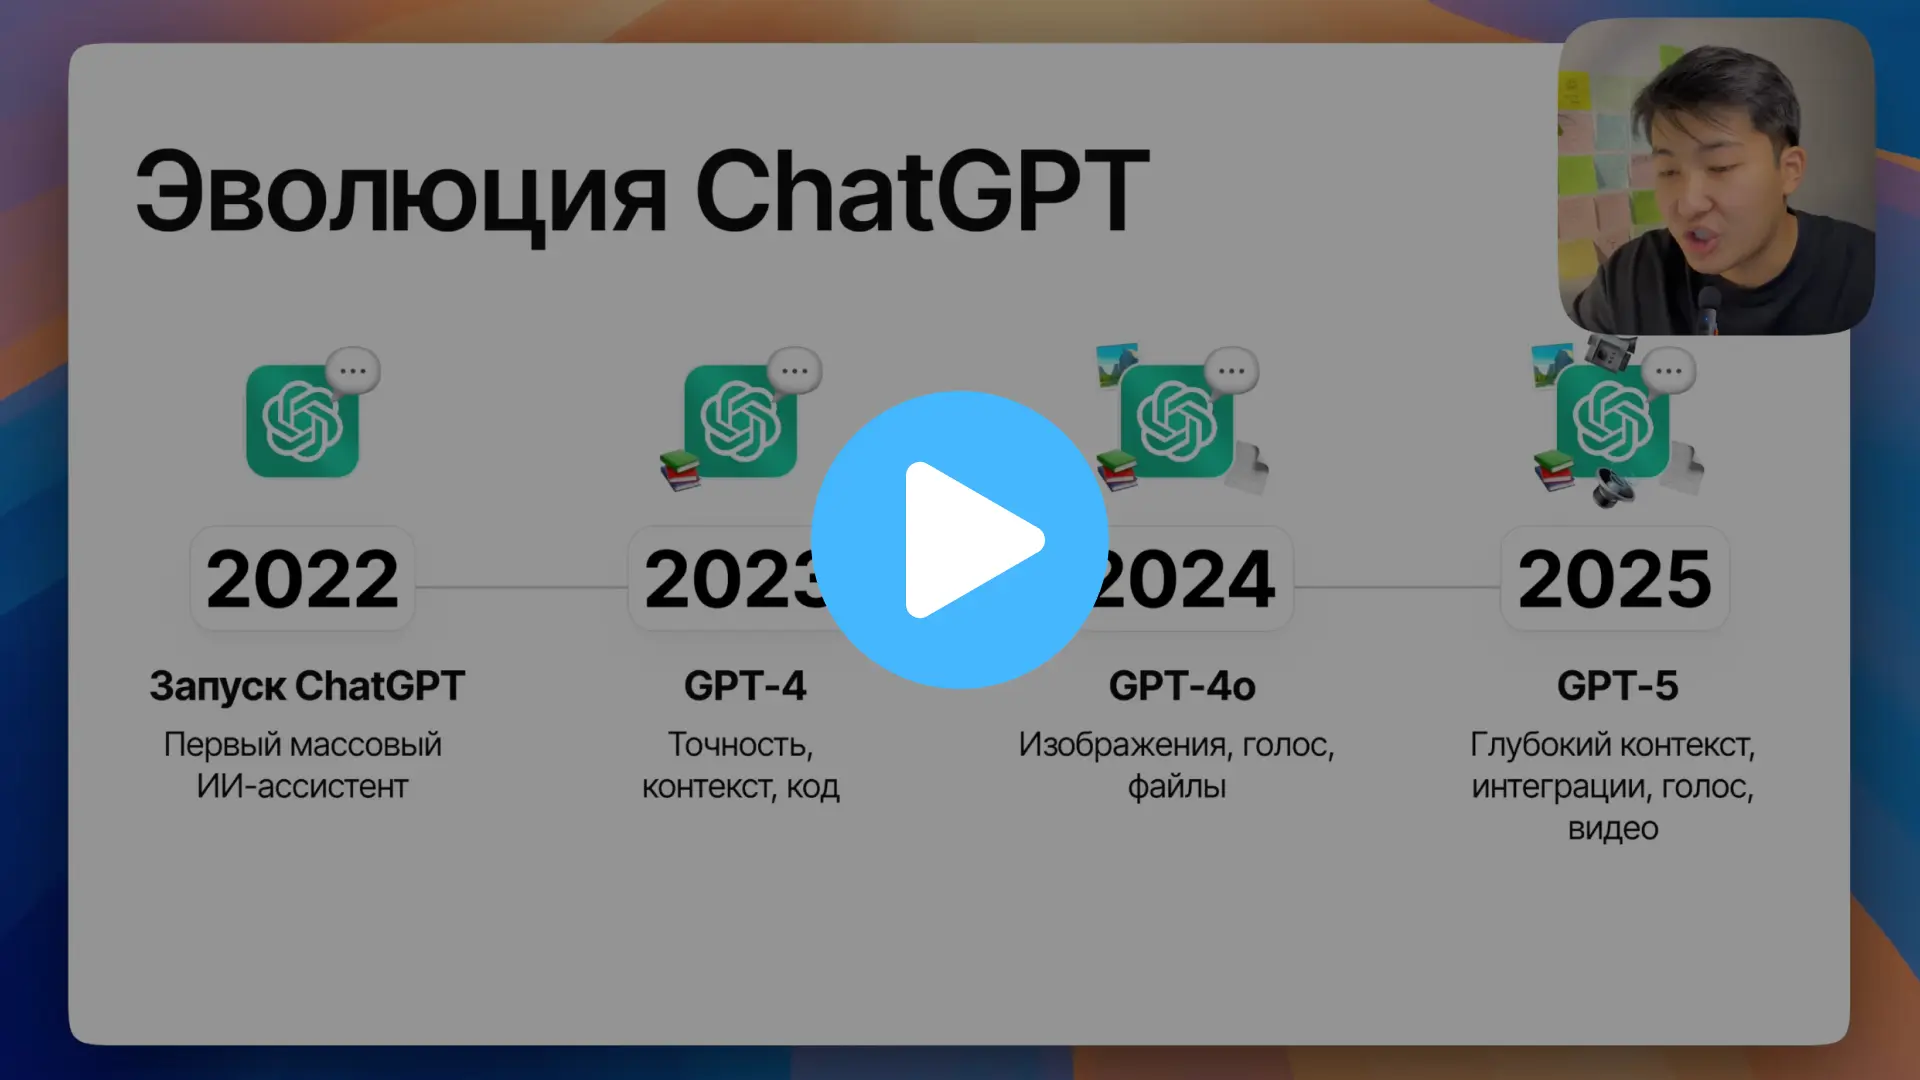 Эволюция ChatGPT
2022
2023
2024
2025
Запуск ChatGPT
Первый массовый
ИИ-ассистент
GPT-4
Точность,
контекст, код
GPT-4o
Изображения, голос,
файлы
GPT-5
Глубокий контекст,
интеграции, голос,
видео